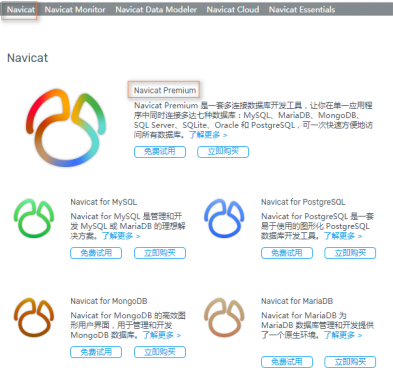 Navicat Navicat Monitor Navicat Data Modeler Navicat Cloud Navicat Essentials
Navicat
Navicat Premium
Navicat Premium 是一套多连接数据库开发工具，让你在单一应用程
序中同时连接多达七种数据库：MySQL、MariaDB、MongoDB、
SQL Server、SQLite、Oracle 和 PostgreSQL，可一次快速方便地访
问所有数据库。了解更多 >
免费试用 立即购买
Navicat for MySQL
Navicat for MySQL 是管理和开
发 MySQL 或 MariaDB 的理想解
决方案。了解更多 >
免费试用 立即购买
Navicat for PostgreSQL
Navicat for PostgreSQL 是一套
易于使用的图形化 PostgreSQL
数据库开发工具。了解更多 >
免费试用 立即购买
Navicat for MongoDB
Navicat for MongoDB 的高效图
形用户界面，用于管理和开发
MongoDB 数据库。了解更多 >
免费试用 立即购买
Navicat for MariaDB
Navicat for MariaDB 为
MariaDB 数据库管理和开发提供
了一个原生环境。了解更多 >
免费试用 立即购买